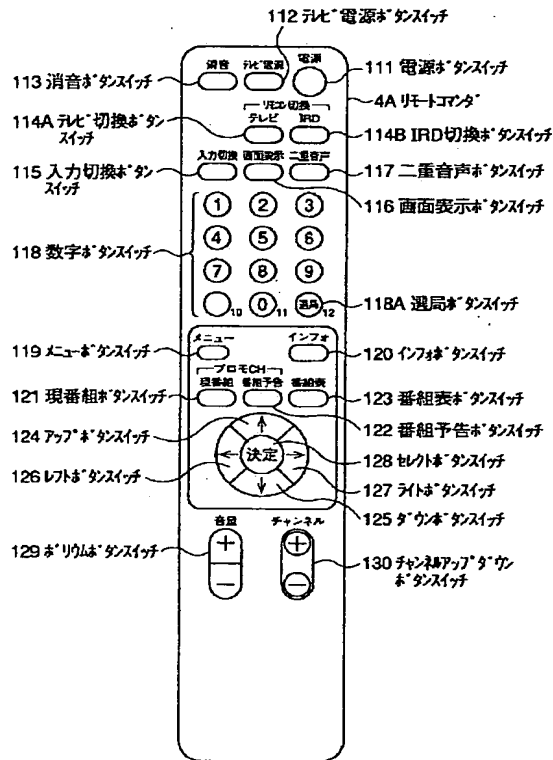 112 テレビ電源ボタンスイッチ
113 消音ボタンスイッチ
消音
テレビ電源
電源
111 電源ボタンスイッチ
4A リモートコマンダ
リモコン切換
114A テレビ切換ボタン
スイッチ
テレビ
IRD
114B IRD切換ボタンスイッチ
115 入力切換ボタン
スイッチ
入力切換
画面表示
二重音声
117 二重音声ボタンスイッチ
116 画面表示ボタンスイッチ
118 数字ボタンスイッチ
1 2 3
4 5 6
7 8 9
10 0 11 選局 12
118A 選局ボタンスイッチ
119 メニューボタンスイッチ
メニュー
インフォ
120 インフォボタンスイッチ
プロモCH
121 現番組ボタンスイッチ
現番組
番組予告
番組表
123 番組表ボタンスイッチ
122 番組予告ボタンスイッチ
124 アップボタンスイッチ
↑
126 レフトボタンスイッチ
← 決定 →
128 セレクトボタンスイッチ
127 ライトボタンスイッチ
↓
125 ダウンボタンスイッチ
音量
チャンネル
129 ボリウムボタンスイッチ
+ +
− −
130 チャンネルアップダウン
ボタンスイッチ